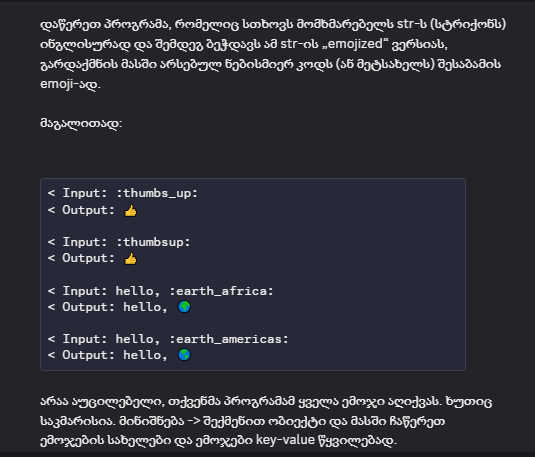 დაწერეთ პროგრამა, რომელიც სთხოვს მომხმარებელს str-ს (სტრიქონს)
ინგლისურად და შემდეგ ბეჭდავს ამ str-ის „emojized“ ვერსიას,
გარდაქმნის მასში არსებულ ნებისმიერ კოდს (ან მეტსახელს) შესაბამის
emoji-ად.
მაგალითად:
< Input: :thumbs_up:
< Output: 👍
< Input: :thumbsup:
< Output: 👍
< Input: hello, :earth_africa:
< Output: hello, 🌍
< Input: hello, :earth_americas:
< Output: hello, 🌎
არაა აუცილებელი, თქვენმა პროგრამამ ყველა ემოჯი აღიქვას. ხუთიც
საკმარისია. მინიშნება -> შექმენით ობიექტი და მასში ჩაწერეთ
ემოჯების სახელები და ემოჯები key-value წყვილებად.